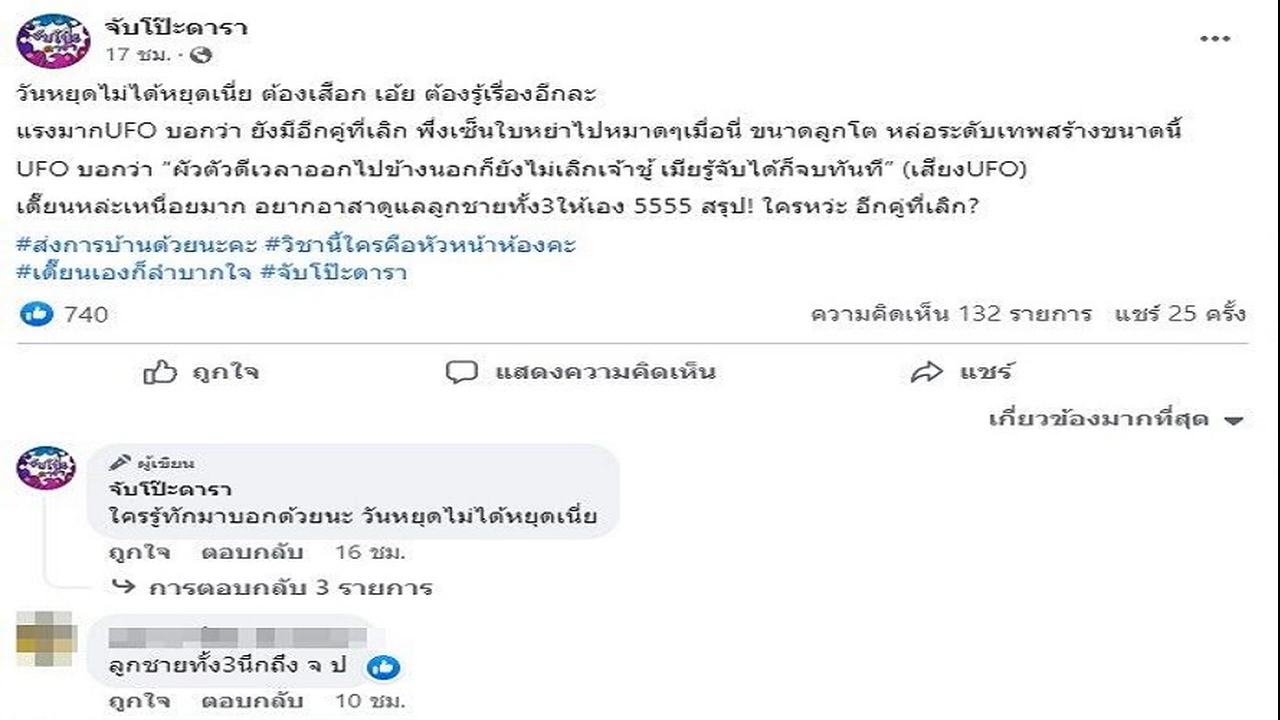 จับโป๊ะดารา
17 ชม. ·
วันหยุดไม่ได้หยุดเนี่ย ต้องเสือก เอ้ย ต้องรู้เรื่องอีกละ
แรงมากUFO บอกว่า ยังมีอีกคู่ที่เลิก พึ่งเซ็นใบหย่าไปหมาดๆเมื่อนี่ ขนาดลูกโต หล่อระดับเทพสร้างขนาดนี้
UFO บอกว่า "ผัวตัวดีเวลาออกไปข้างนอกก็ยังไม่เลิกเจ้าชู้ เมียรู้จับได้ก็จบทันที" (เสียงUFO)
เตี๊ยนหล่ะเหนื่อยมาก อยากอาสาดูแลลูกชายทั้ง3ให้เอง 5555 สรุป! ใครหว่ะ อีกคู่ที่เลิก?
#ส่งการบ้านด้วยนะคะ #วิชานี้ใครคือหัวหน้าห้องคะ
#เตี๊ยนเองก็ลำบากใจ #จับโป๊ะดารา
740
ความคิดเห็น 132 รายการ แชร์ 25 ครั้ง
ถูกใจ แสดงความคิดเห็น แชร์
เกี่ยวข้องมากที่สุด
ผู้เขียน
จับโป๊ะดารา
ใครรู้ทักมาบอกด้วยนะ วันหยุดไม่ได้หยุดเนี่ย
ถูกใจ ตอบกลับ 16 ชม.
การตอบกลับ 3 รายการ
ลูกชายทั้ง3นึกถึง จ ป
ถูกใจ ตอบกลับ 10 ชม.